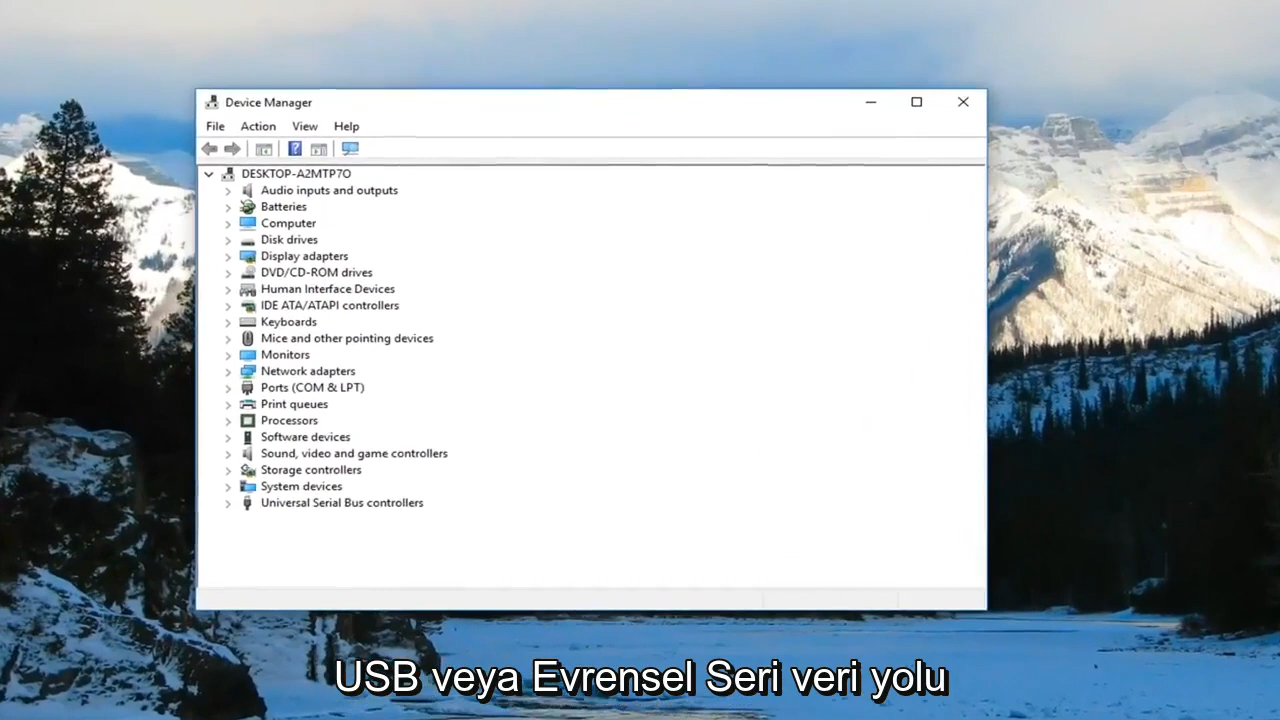 Device Manager
File Action View Help
DESKTOP-A2MTP7O
Audio inputs and outputs
Batteries
Computer
Disk drives
Display adapters
DVD/CD-ROM drives
Human Interface Devices
IDE ATA/ATAPI controllers
Keyboards
Mice and other pointing devices
Monitors
Network adapters
Ports (COM & LPT)
Print queues
Processors
Software devices
Sound, video and game controllers
Storage controllers
System devices
Universal Serial Bus controllers
USB veya Evrensel Seri veri yolu